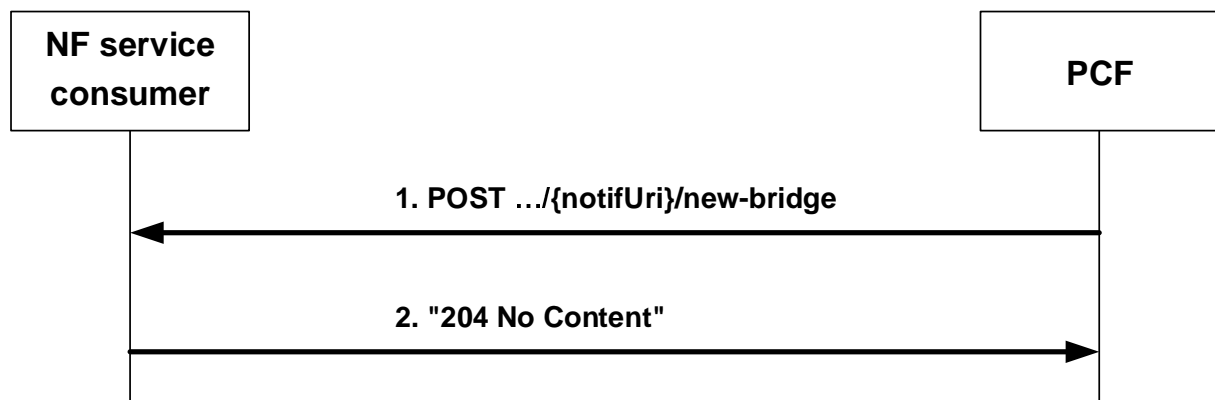 NF service
consumer
PCF
1. POST …/{notifUri}/new-bridge
2. "204 No Content"